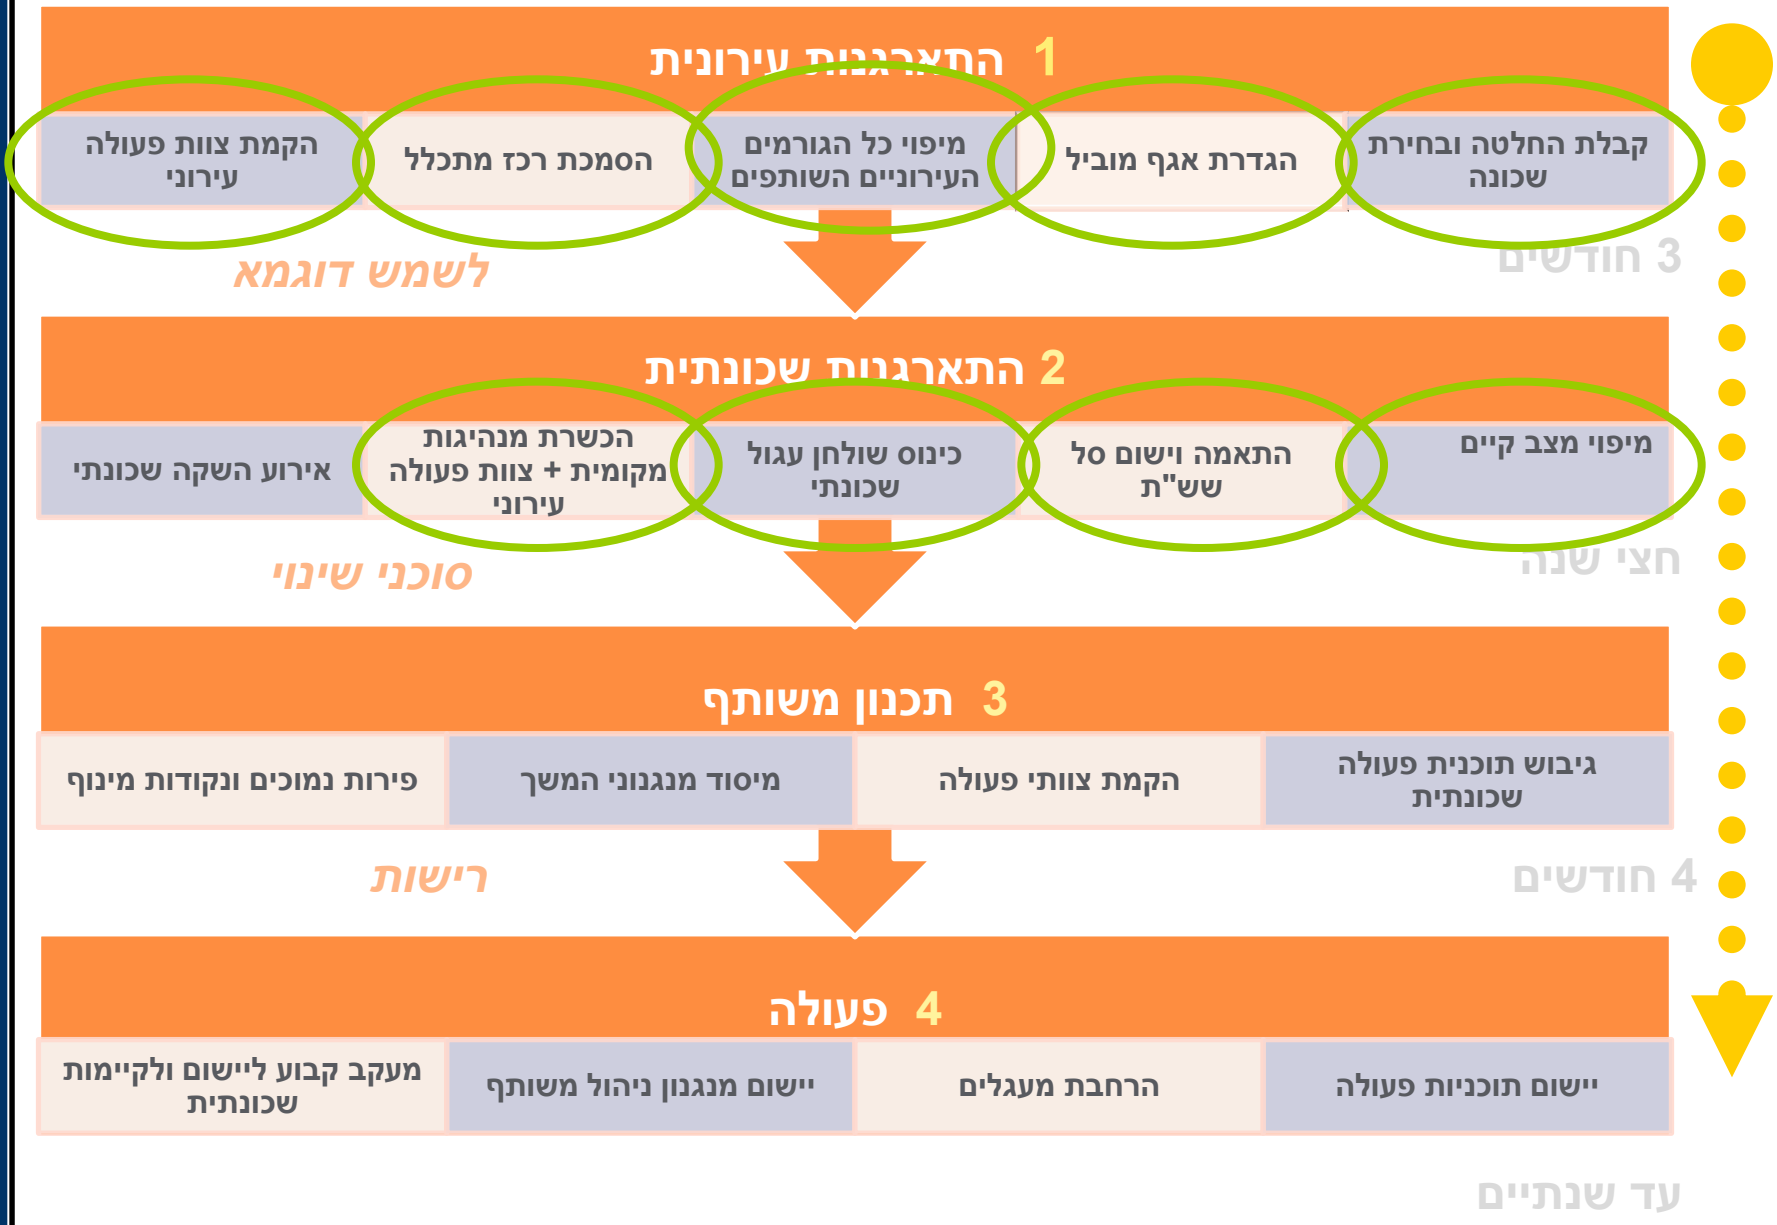 1 התארגנות עירונית
קבלת החלטה ובחירת
שכונה
הגדרת אגף מוביל
מיפוי כל הגורמים
העירוניים השותפים
הסמכת רכז מתכלל
הקמת צוות פעולה
עירוני
3 חודשים
לשמש דוגמא
2 התארגנות שכונתית
מיפוי מצב קיים
התאמה וישום סל
שש"ת
כינוס שולחן עגול
שכונתי
הכשרת מנהיגות
מקומית + צוות פעולה
עירוני
אירוע השקה שכונתי
חצי שנה
סוכני שינוי
3 תכנון משותף
גיבוש תוכנית פעולה
שכונתית
הקמת צוותי פעולה
מיסוד מנגנוני המשך
פירות נמוכים ונקודות מינוף
4 חודשים
רישות
4 פעולה
יישום תוכניות פעולה
הרחבת מעגלים
יישום מנגנון ניהול משותף
מעקב קבוע ליישום ולקיימות
שכונתית
עד שנתיים